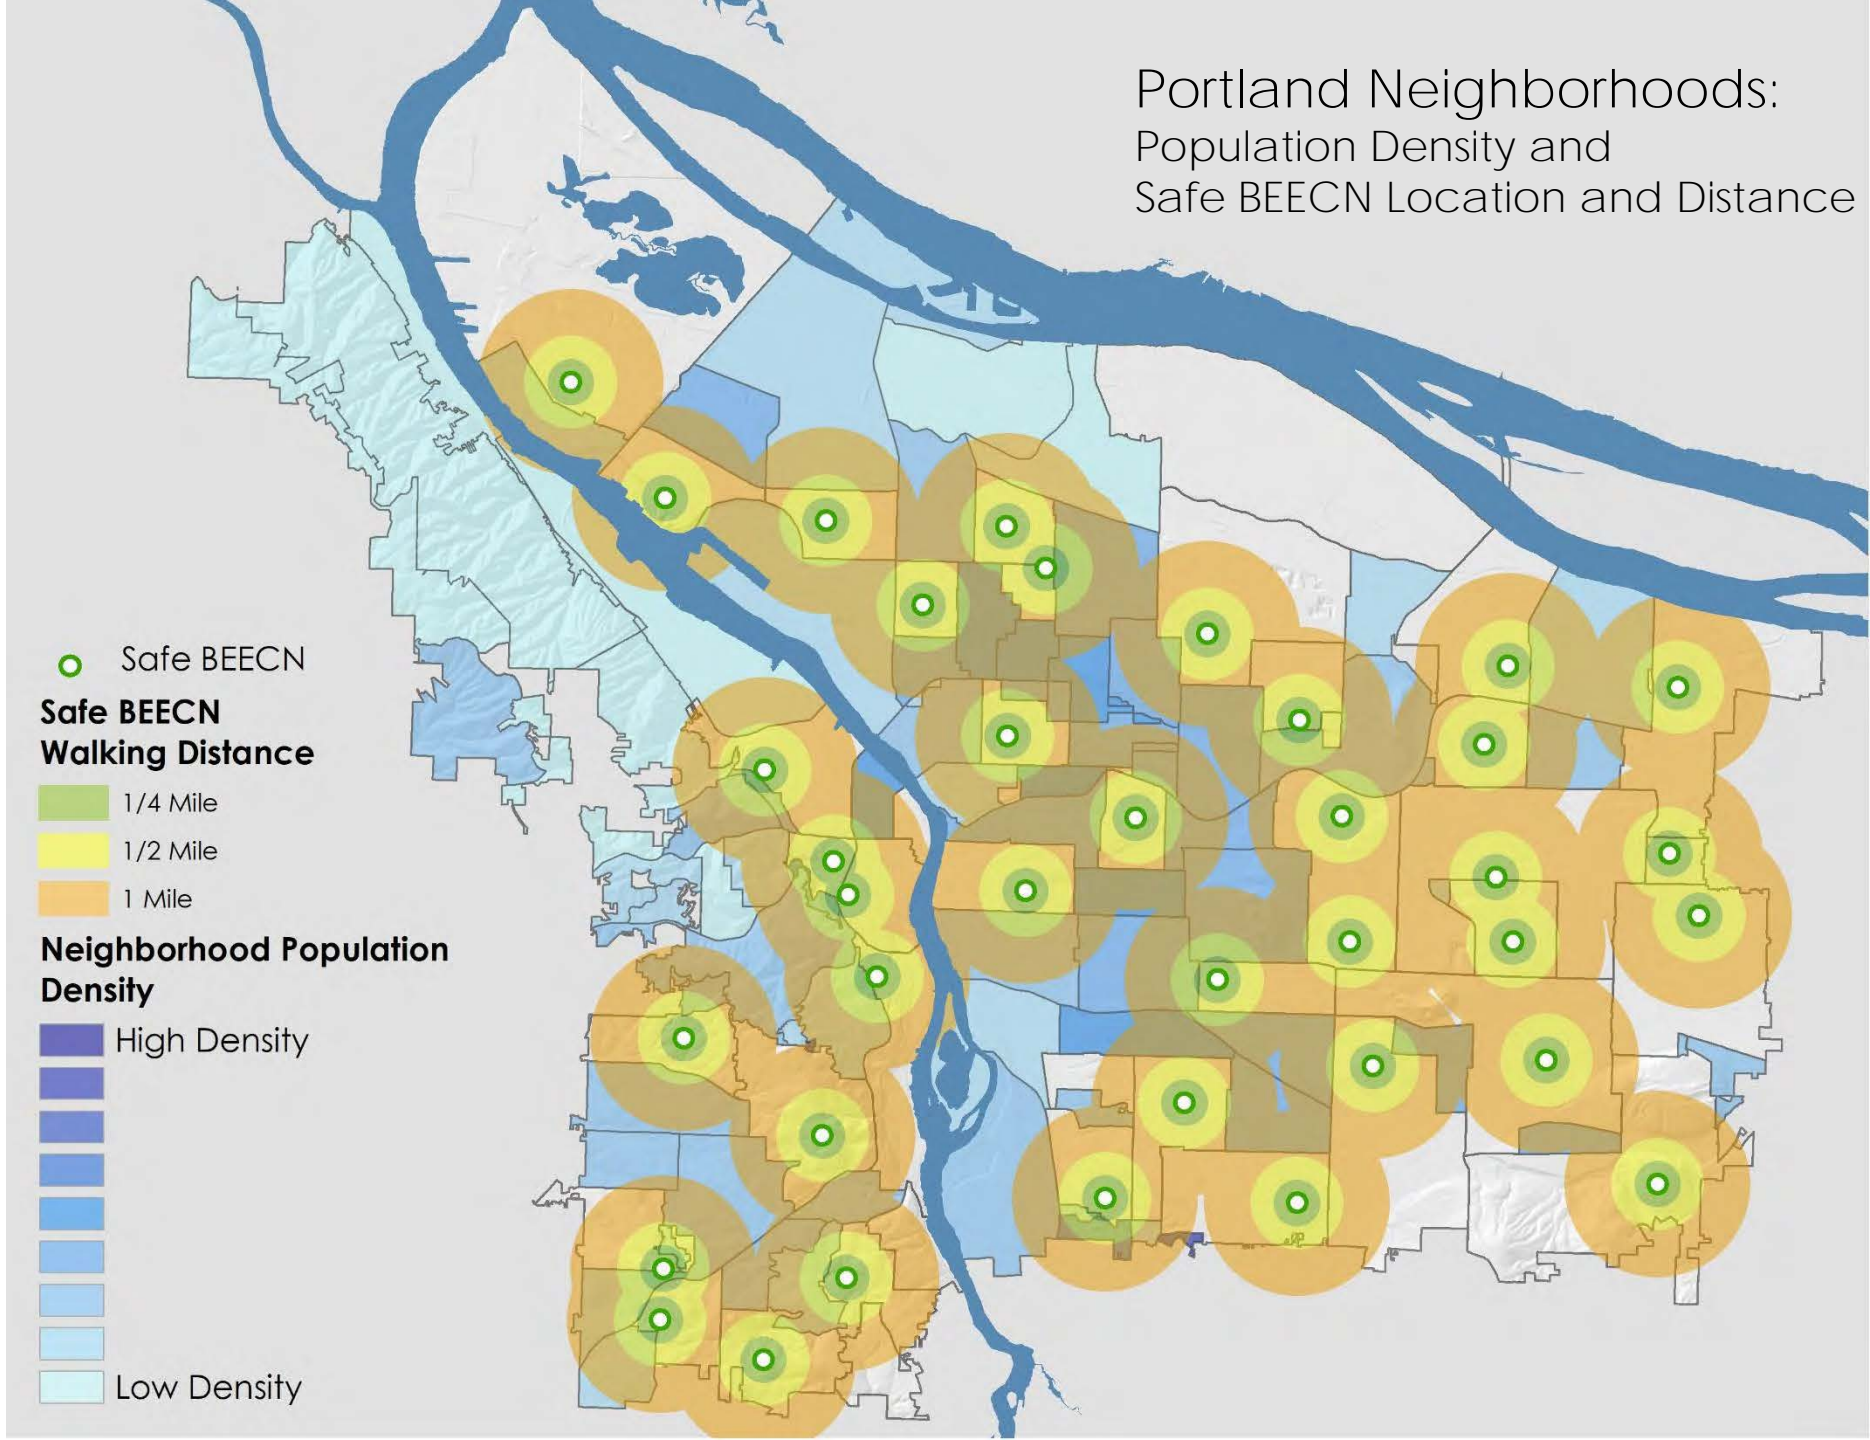 Portland Neighborhoods:
Population Density and
Safe BEECN Location and Distance
Safe BEECN
Safe BEECN
Walking Distance
1/4 Mile
1/2 Mile
1 Mile
Neighborhood Population
Density
High Density
Low Density